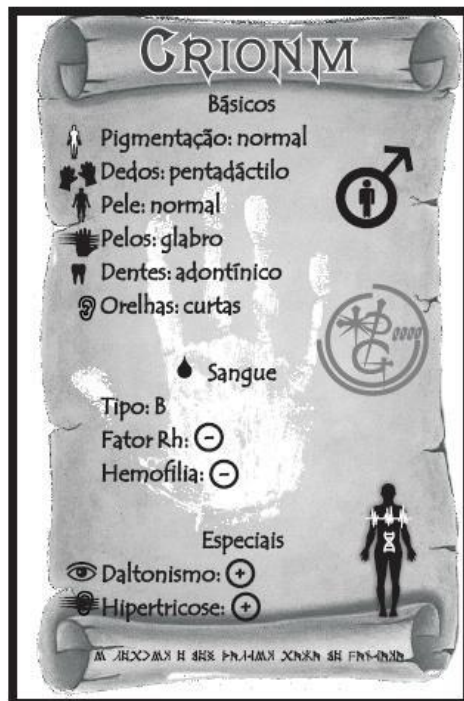 CRIONM
Básicos
Pigmentação: normal
Dedos: pentadáctilo
Pele: normal
Pelos: glabro
Dentes: adontínico
Orelhas: curtas
Sangue
Tipo: B
Fator Rh: -
Hemofilia: -
Especiais
Daltonismo: +
Hipertricose: +